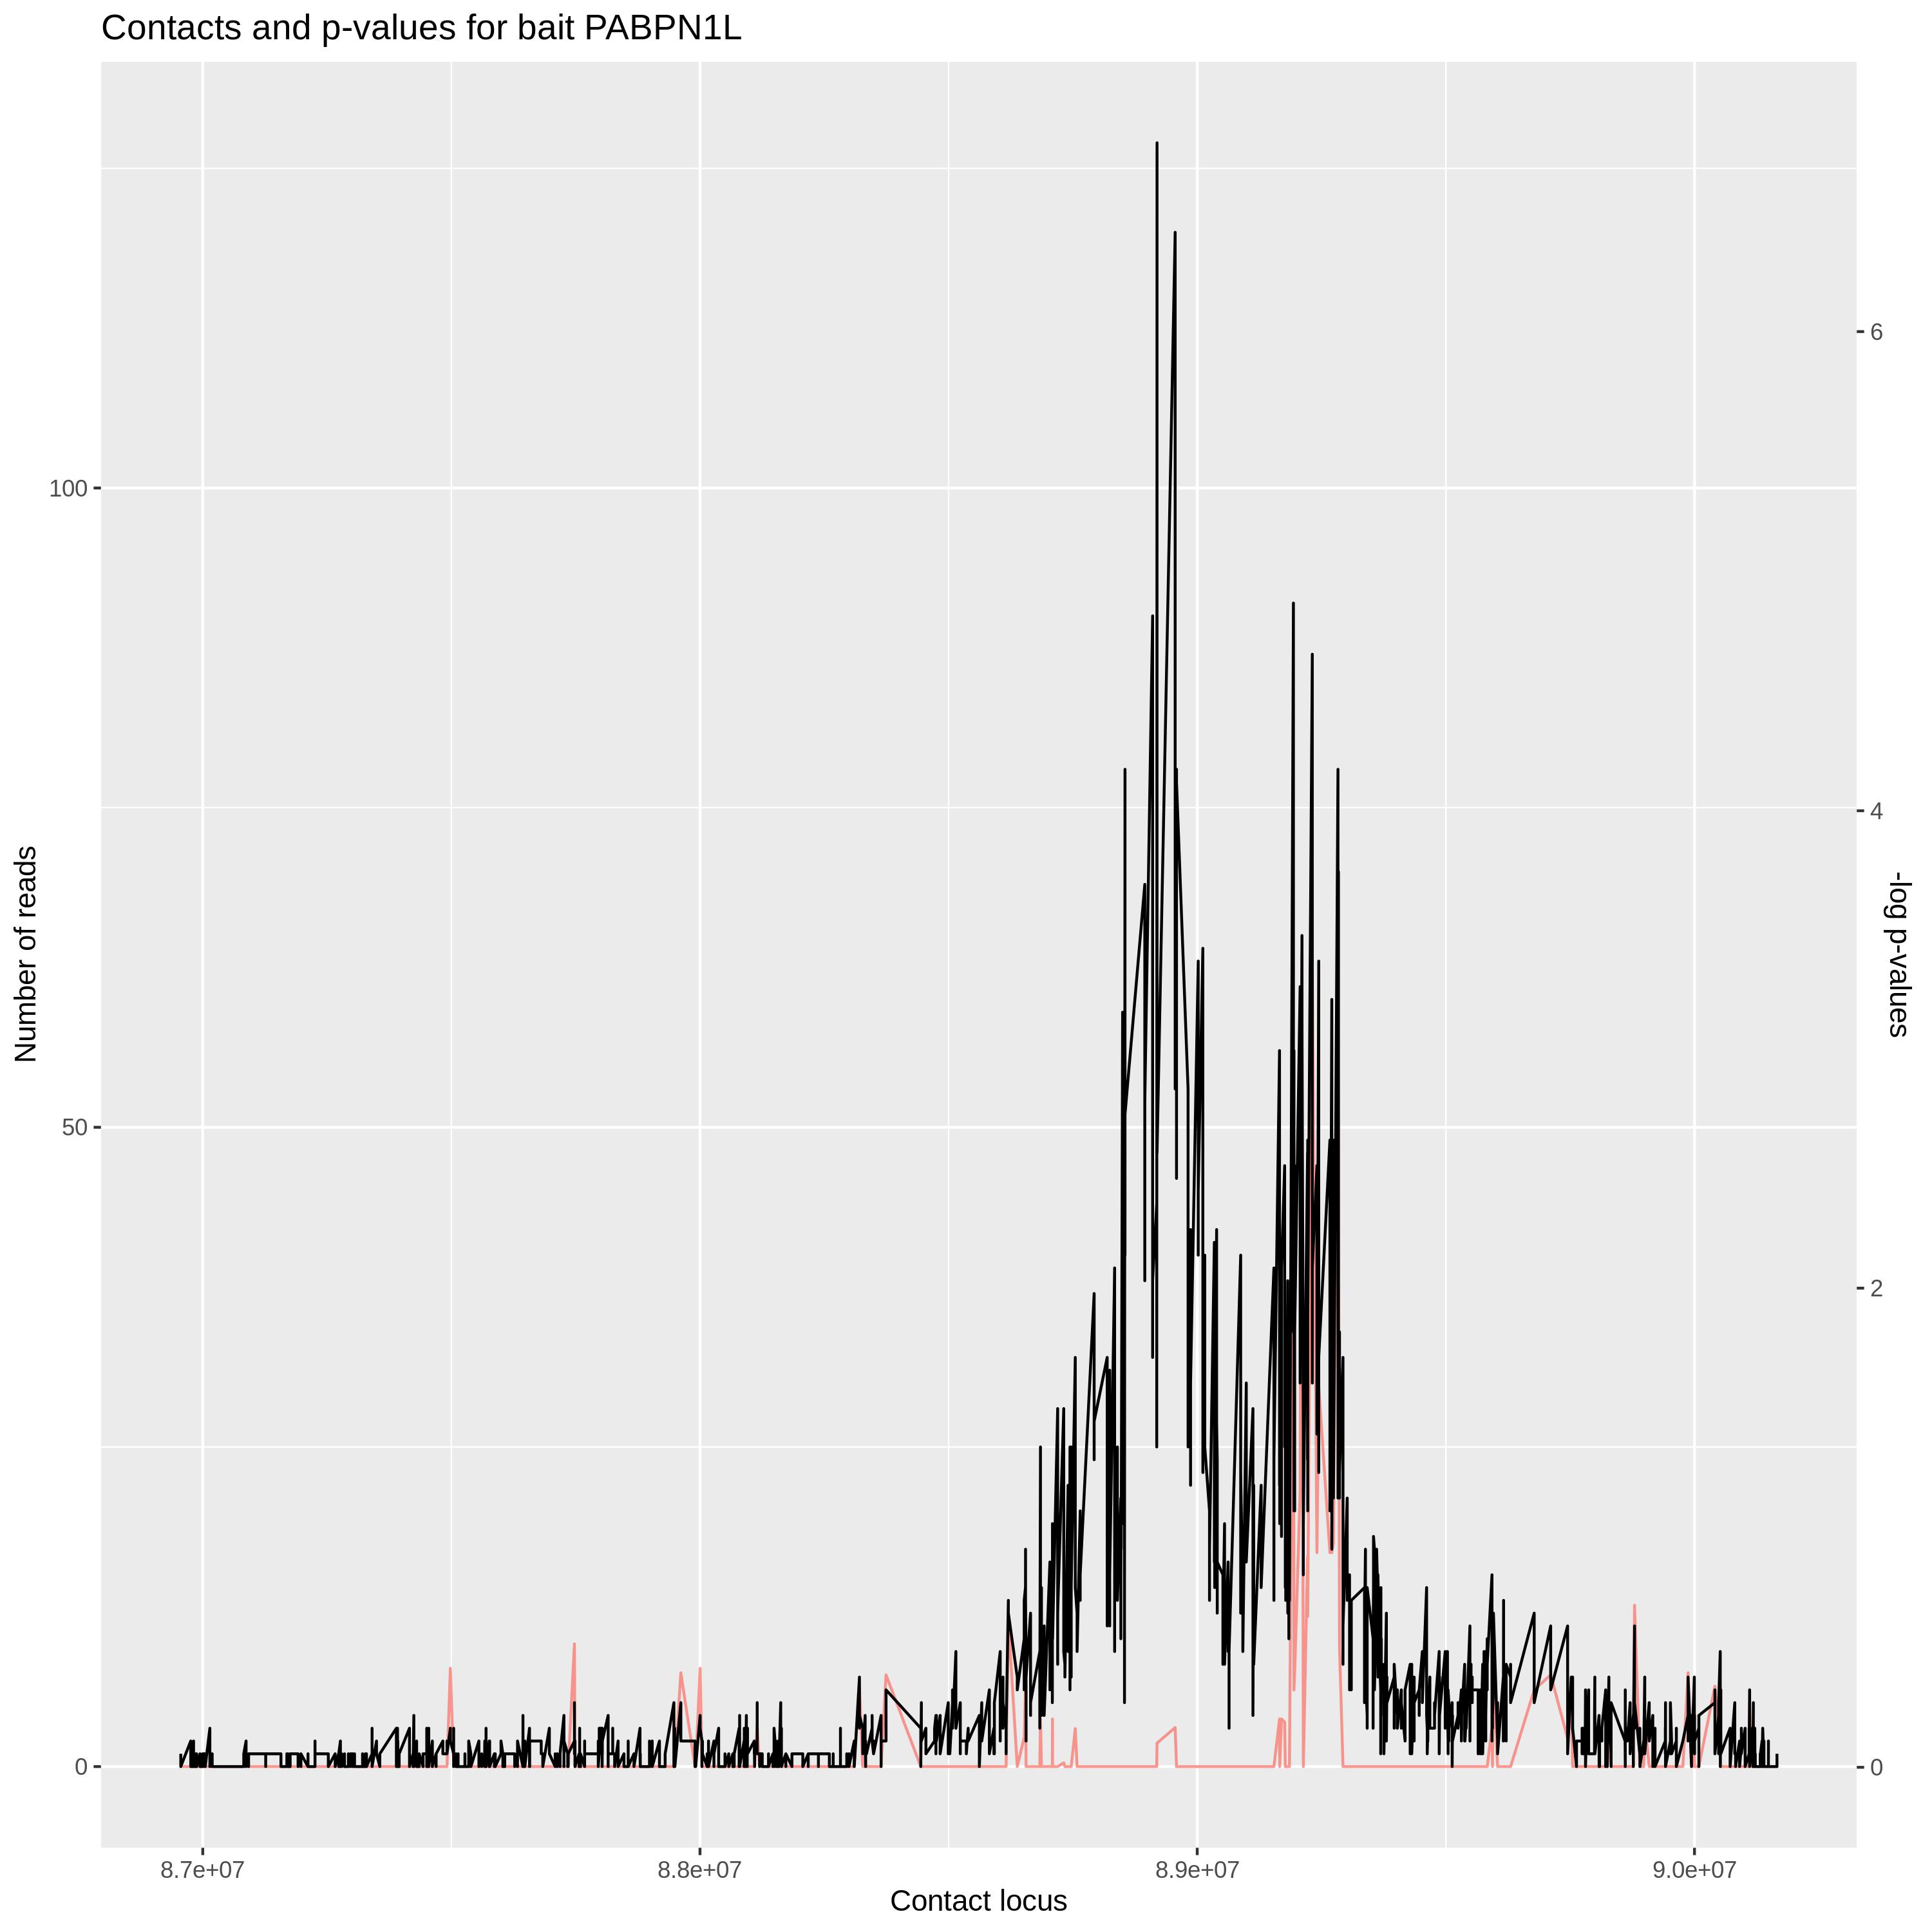 Contacts and p-values for bait PABPN1L
Number of reads
100
50
0
6
4
2
0
-log p-values
8.7e+07
8.8e+07
8.9e+07
9.0e+07
Contact locus